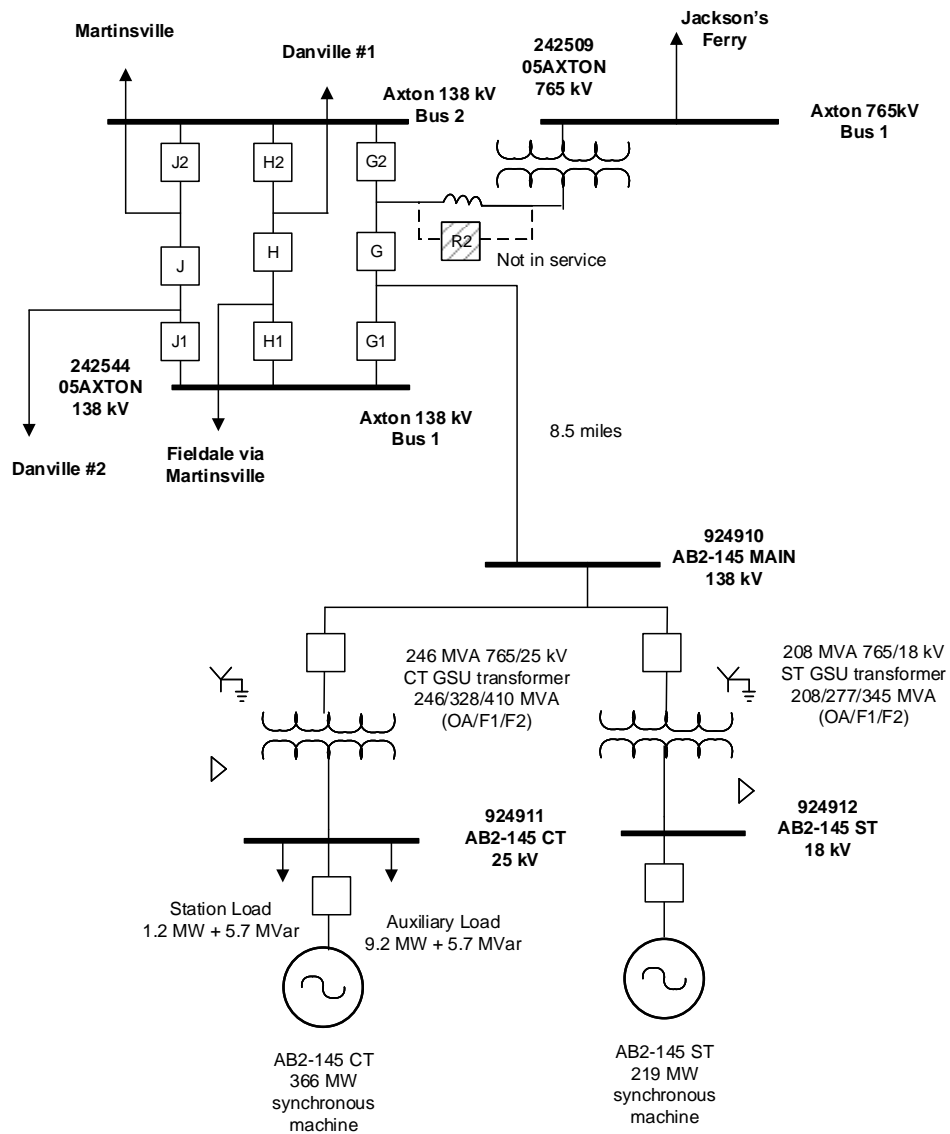 Martinsville
Danville #1
Jackson's
Ferry
242509
05AXTON
765 kV
Axton 138 kV
Bus 2
Axton 765kV
Bus 1
J2
H2
G2
J
H
G
R2
Not in service
J1
H1
G1
242544
05AXTON
138 kV
Axton 138 kV
Bus 1
Danville #2
Fieldale via
Martinsville
8.5 miles
924910
AB2-145 MAIN
138 kV
246 MVA 765/25 kV
CT GSU transformer
246/328/410 MVA
(OA/F1/F2)
208 MVA 765/18 kV
ST GSU transformer
208/277/345 MVA
(OA/F1/F2)
924911
AB2-145 CT
25 kV
924912
AB2-145 ST
18 kV
Station Load
1.2 MW + 5.7 MVar
Auxiliary Load
9.2 MW + 5.7 MVar
AB2-145 CT
366 MW
synchronous
machine
AB2-145 ST
219 MW
synchronous
machine